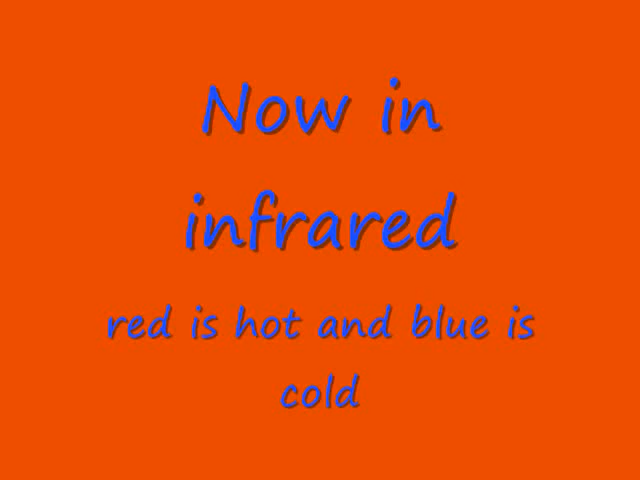 Now in
infrared
red is hot and blue is
cold